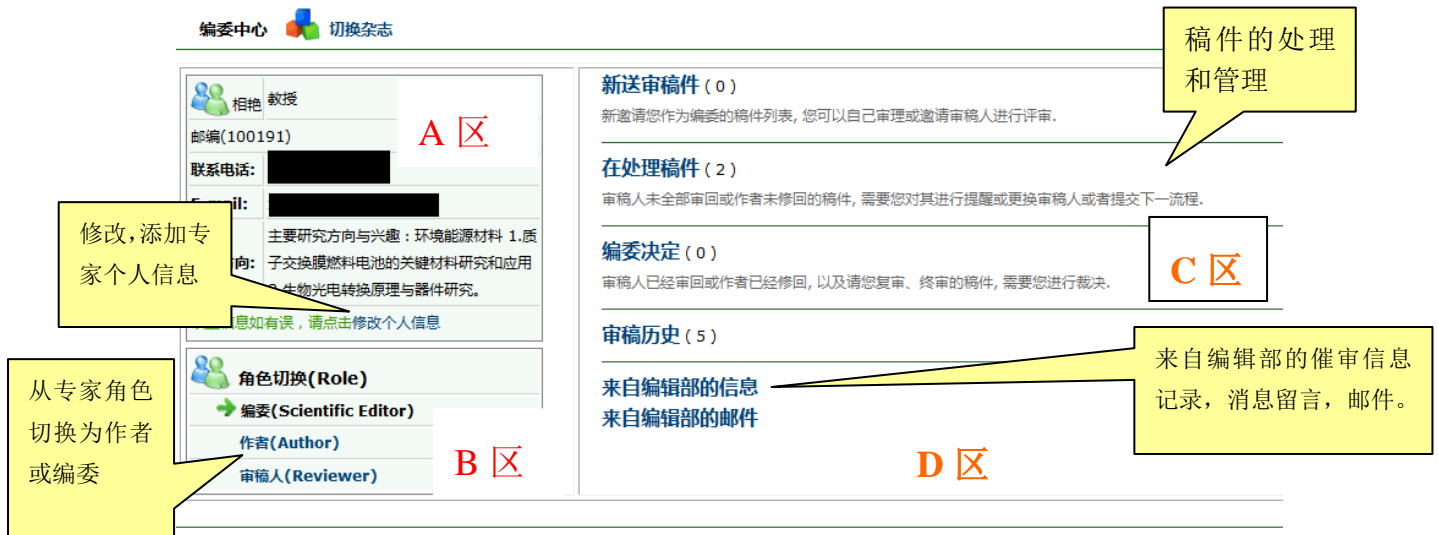 编委中心 切换杂志
稿件的处理
和管理
相艳 教授
A 区
邮编(100191)
联系电话:
主要研究方向与兴趣：环境能源材料 1.质
向: 子交换膜燃料电池的关键材料研究和应用
生物光电转换原理与器件研究。
信息如有误，请点击修改个人信息
修改,添加专
家个人信息
角色切换(Role)
编委(Scientific Editor)
作者(Author)
审稿人(Reviewer)
B 区
从专家角色
切换为作者
或编委
新送审稿件 ( 0 )
新邀请您作为编委的稿件列表, 您可以自己审理或邀请审稿人进行评审.
在处理稿件 ( 2 )
审稿人未全部审回或作者未修回的稿件, 需要您对其进行提醒或更换审稿人或者提交下一流程.
编委决定 ( 0 )
审稿人已经审回或作者已经修回, 以及请您复审、终审的稿件, 需要您进行裁决.
C 区
审稿历史 ( 5 )
来自编辑部的信息
来自编辑部的邮件
来自编辑部的催审信息
记录，消息留言，邮件。
D 区